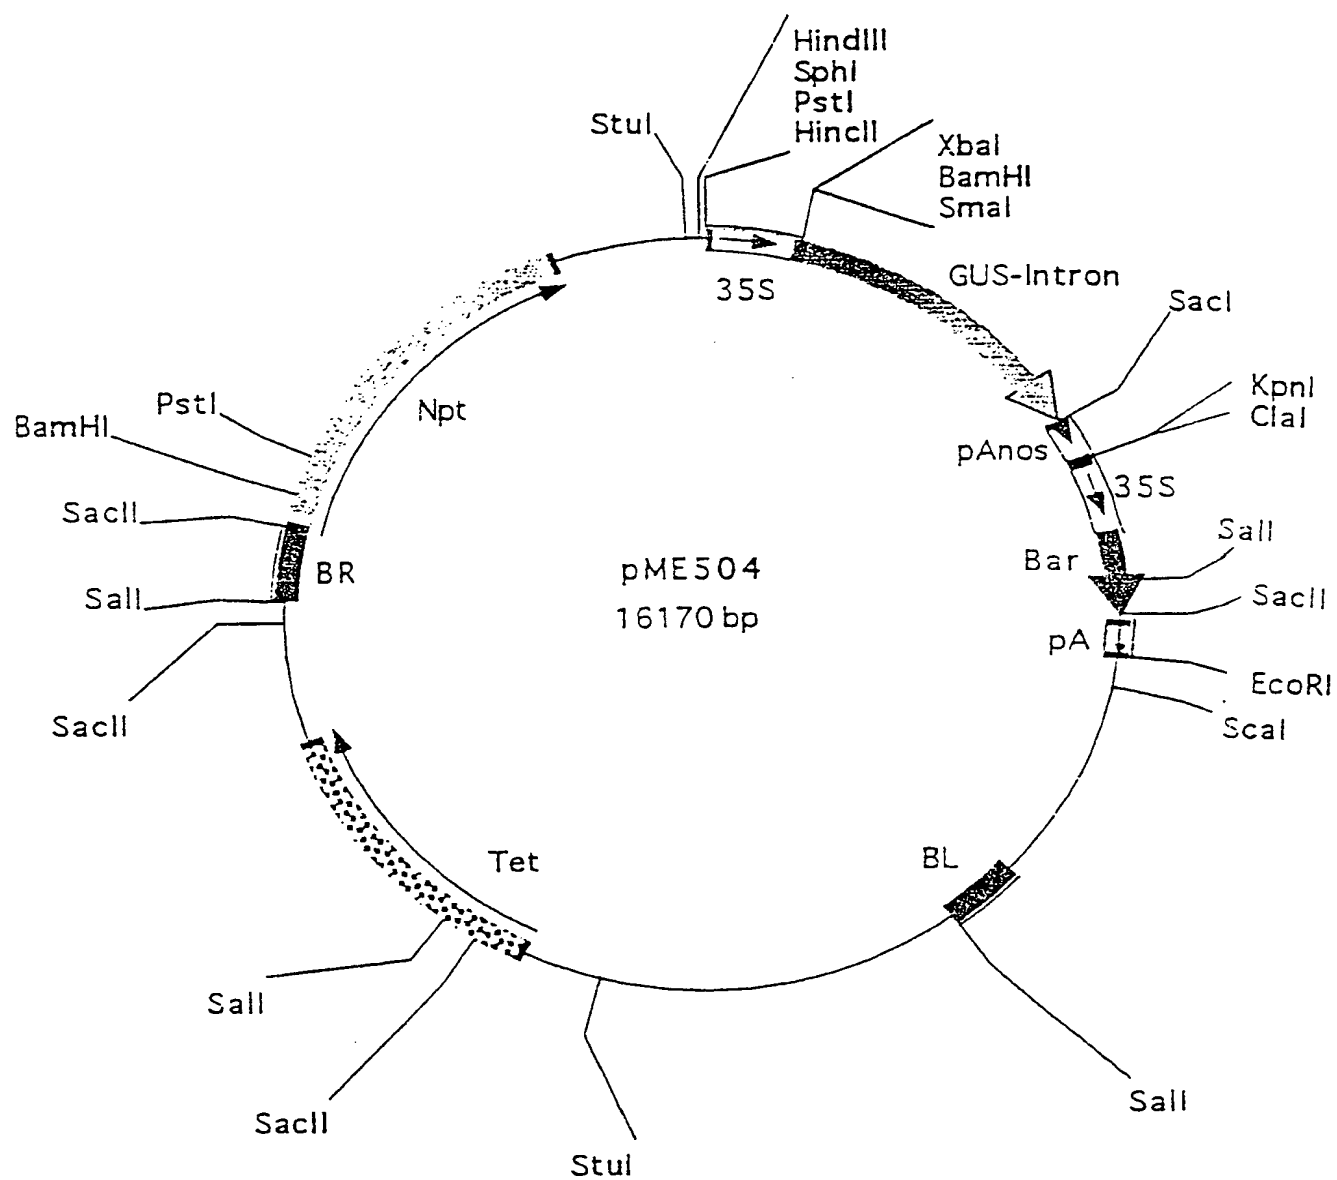 HindIII
SphI
PstI
HincII
StuI
XbaI
BamHI
SmaI
GUS-Intron
35S
SacI
KpnI
ClaI
PstI
Npt
BamHI
pAnos
35S
SacII
SalI
Bar
pME504
BR
SalI
SacII
16170 bp
pA
EcoRI
SacII
ScaI
Tet
BL
SalI
SacII
SalI
StuI